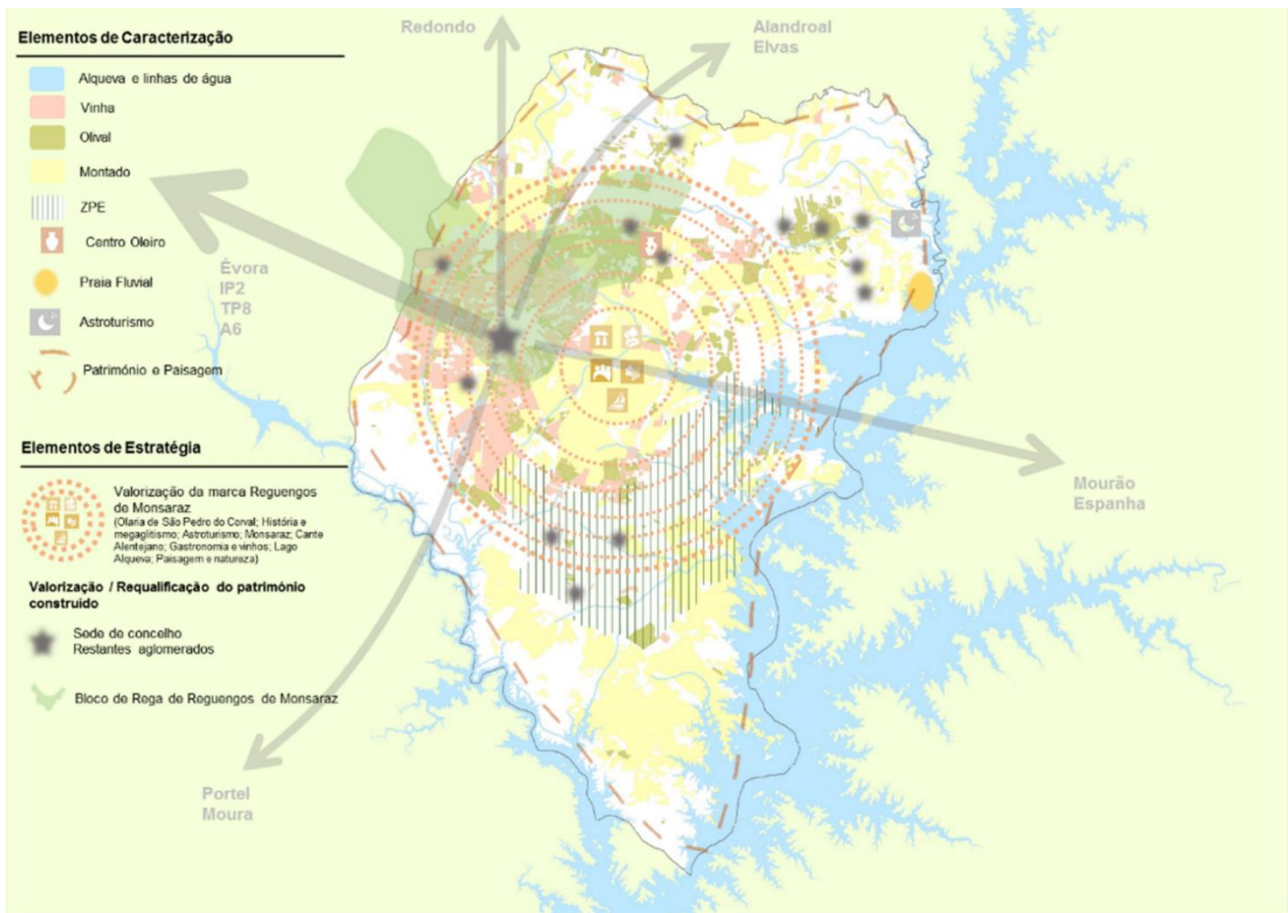 Elementos de Caracterização
Alqueva e linhas de água
Vinha
Olival
Montado
ZPE
Centro Oleiro
Praia Fluvial
Astroturismo
Património e Paisagem
Elementos de Estratégia
Valorização da marca Reguengos
de Monsaraz
(Olaria de São Pedro do Corval; História e
megaglitismo; Astroturismo; Monsaraz; Cante
Alentejano; Gastronomia e vinhos; Lago
Alqueva; Paisagem e natureza)
Valorização / Requalificação do património
construído
Sede de concelho
Restantes aglomerados
Bloco de Rega de Reguengos de Monsaraz
Redondo
Alandroal
Elvas
Évora
IP2
TP8
A6
Mourão
Espanha
Portel
Moura